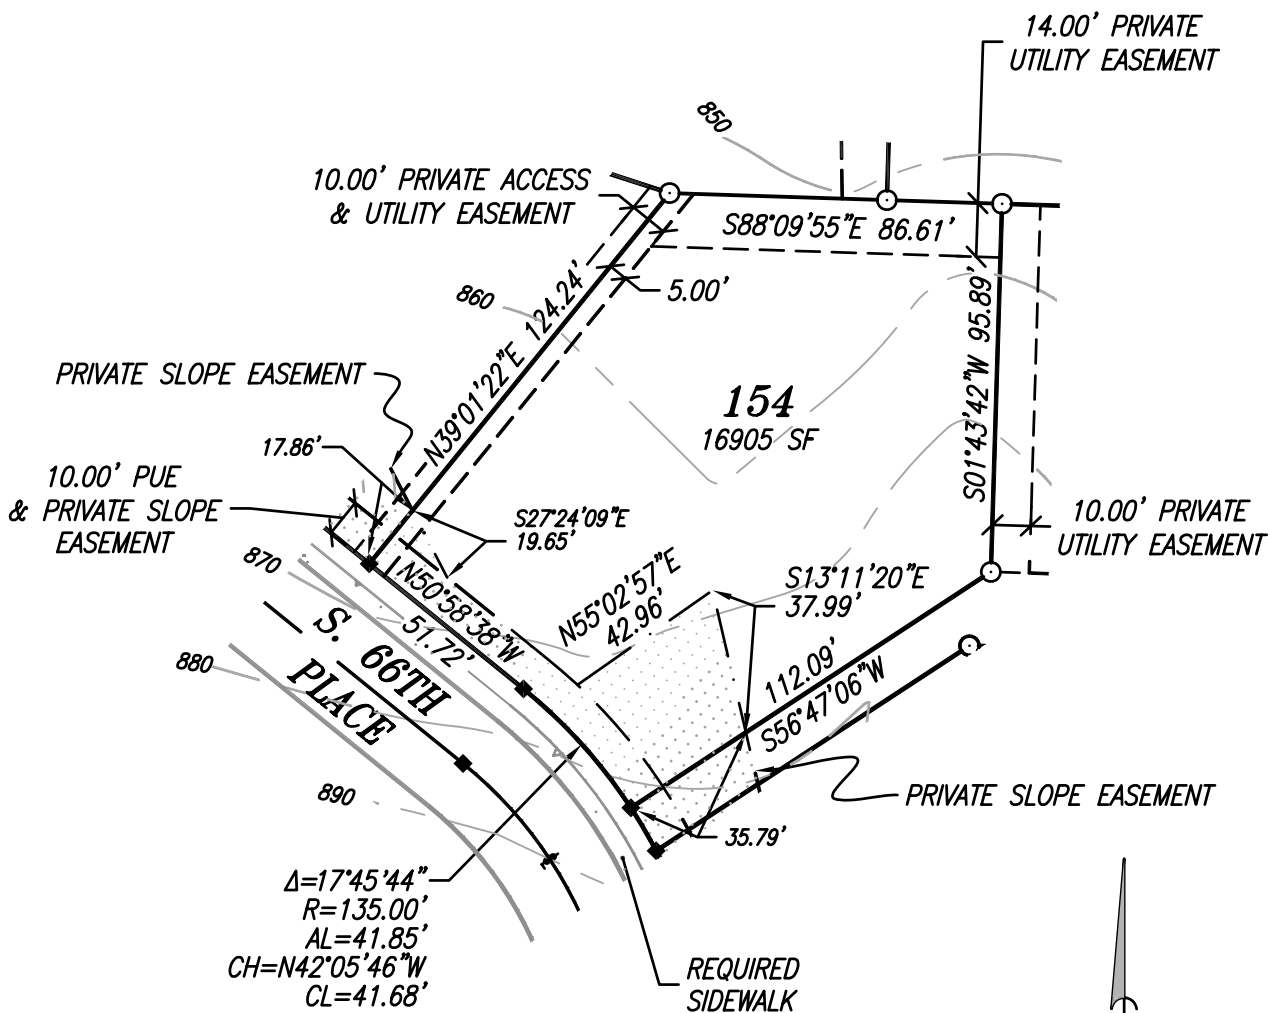 14.00' PRIVATE
UTILITY EASEMENT
850
10.00' PRIVATE ACCESS
& UTILITY EASEMENT
S88°09'55"E 86.61'
5.00'
860
N39°01'22"E 124.24'
S01°43'42"W 95.89'
PRIVATE SLOPE EASEMENT
154
16905 SF
17.86'
10.00' PUE
& PRIVATE SLOPE
EASEMENT
S27°24'09"E
19.65'
10.00' PRIVATE
UTILITY EASEMENT
870
N50°58'38"W
51.72'
N55°02'57"E
42.96'
S13°11'20"E
37.99'
S. 66TH
PLACE
880
112.09'
S56°47'06"W
890
PRIVATE SLOPE EASEMENT
35.79'
Δ=17°45'44"
R=135.00'
AL=41.85'
CH=N42°05'46"W
CL=41.68'
REQUIRED
SIDEWALK